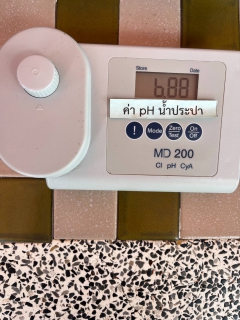 Store Date
6.88
ค่า pH น้ำประปา
! Mode Zero Test On Off
MD 200
Cl pH CyA